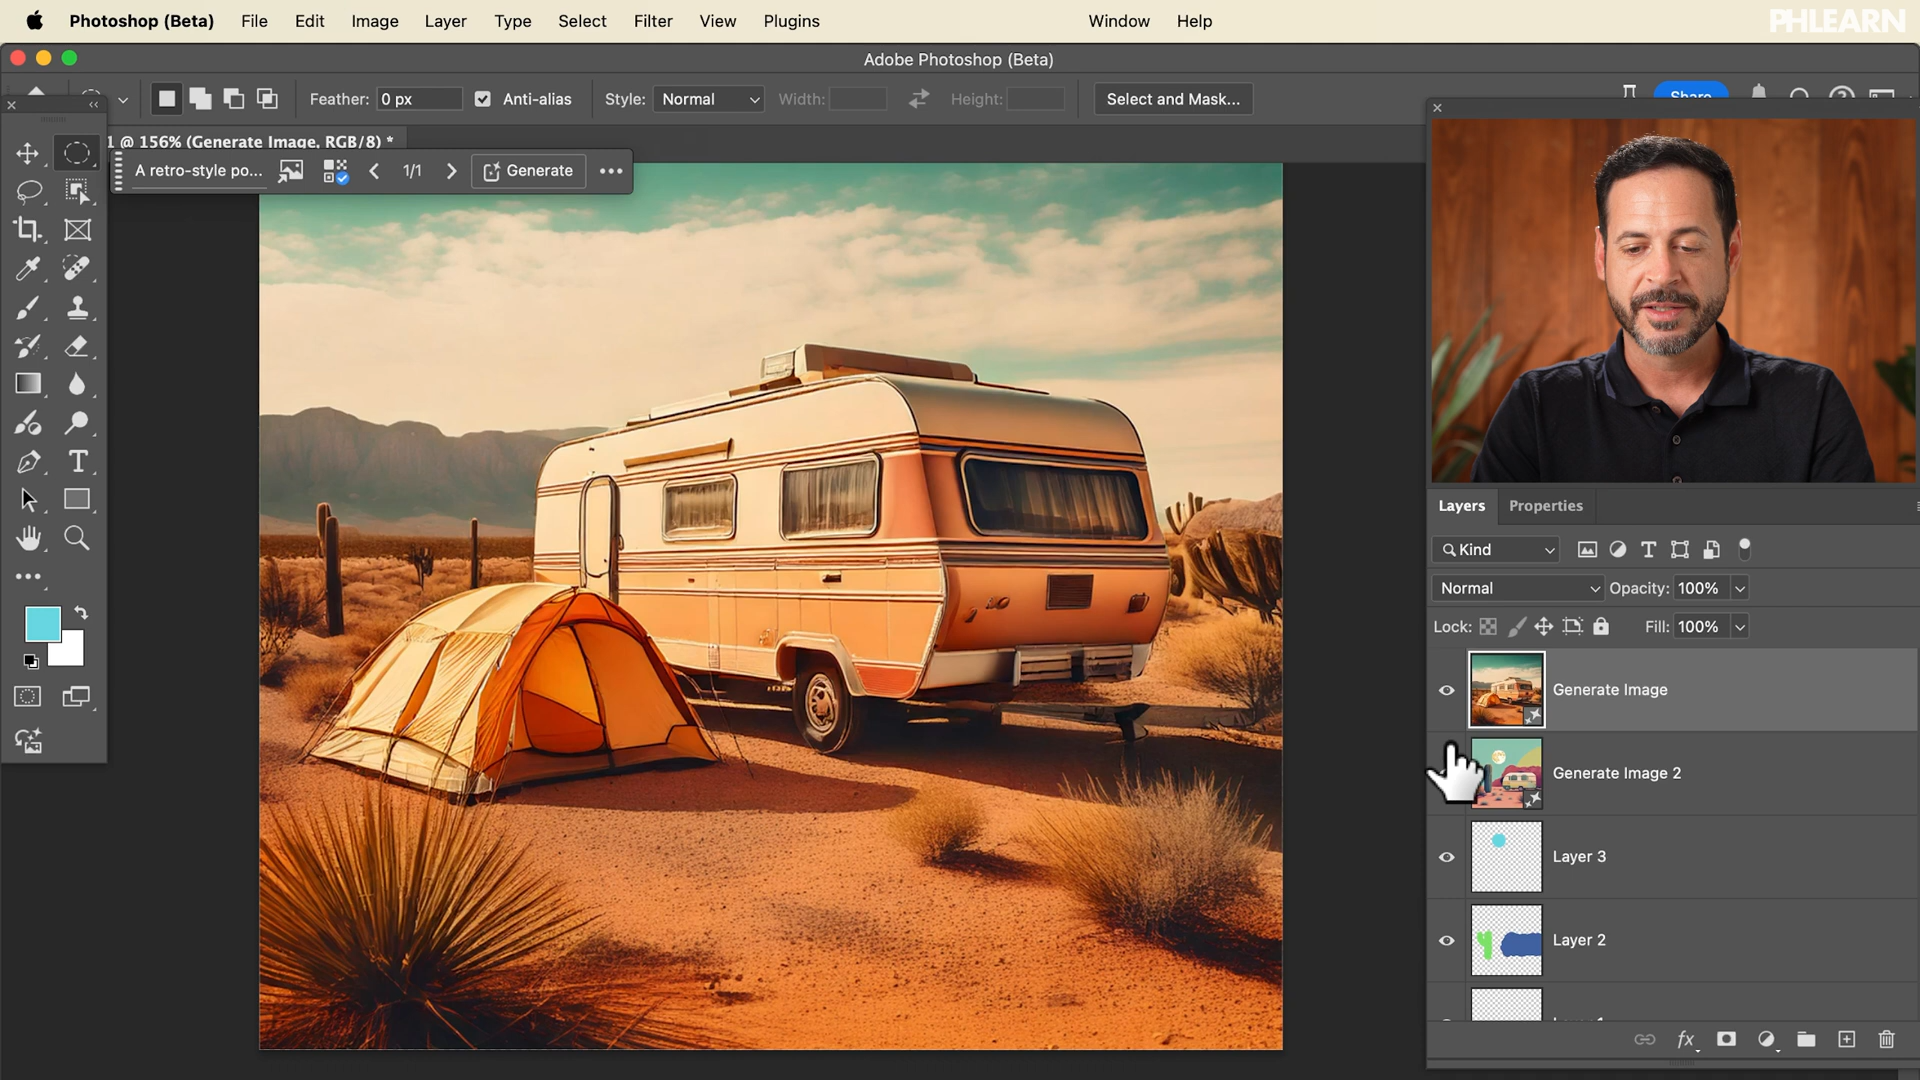 Photoshop (Beta) File Edit Image Layer Type Select Filter View Plugins Window Help
PHLEARN
Adobe Photoshop (Beta)
Feather: 0 px Anti-alias Style: Normal Width: Height: Select and Mask... Share
1 @ 156% (Generate Image, RGB/8) *
A retro-style po... 1/1 Generate
Layers Properties
Kind
Normal Opacity: 100%
Lock: Fill: 100%
Generate Image
Generate Image 2
Layer 3
Layer 2
fx